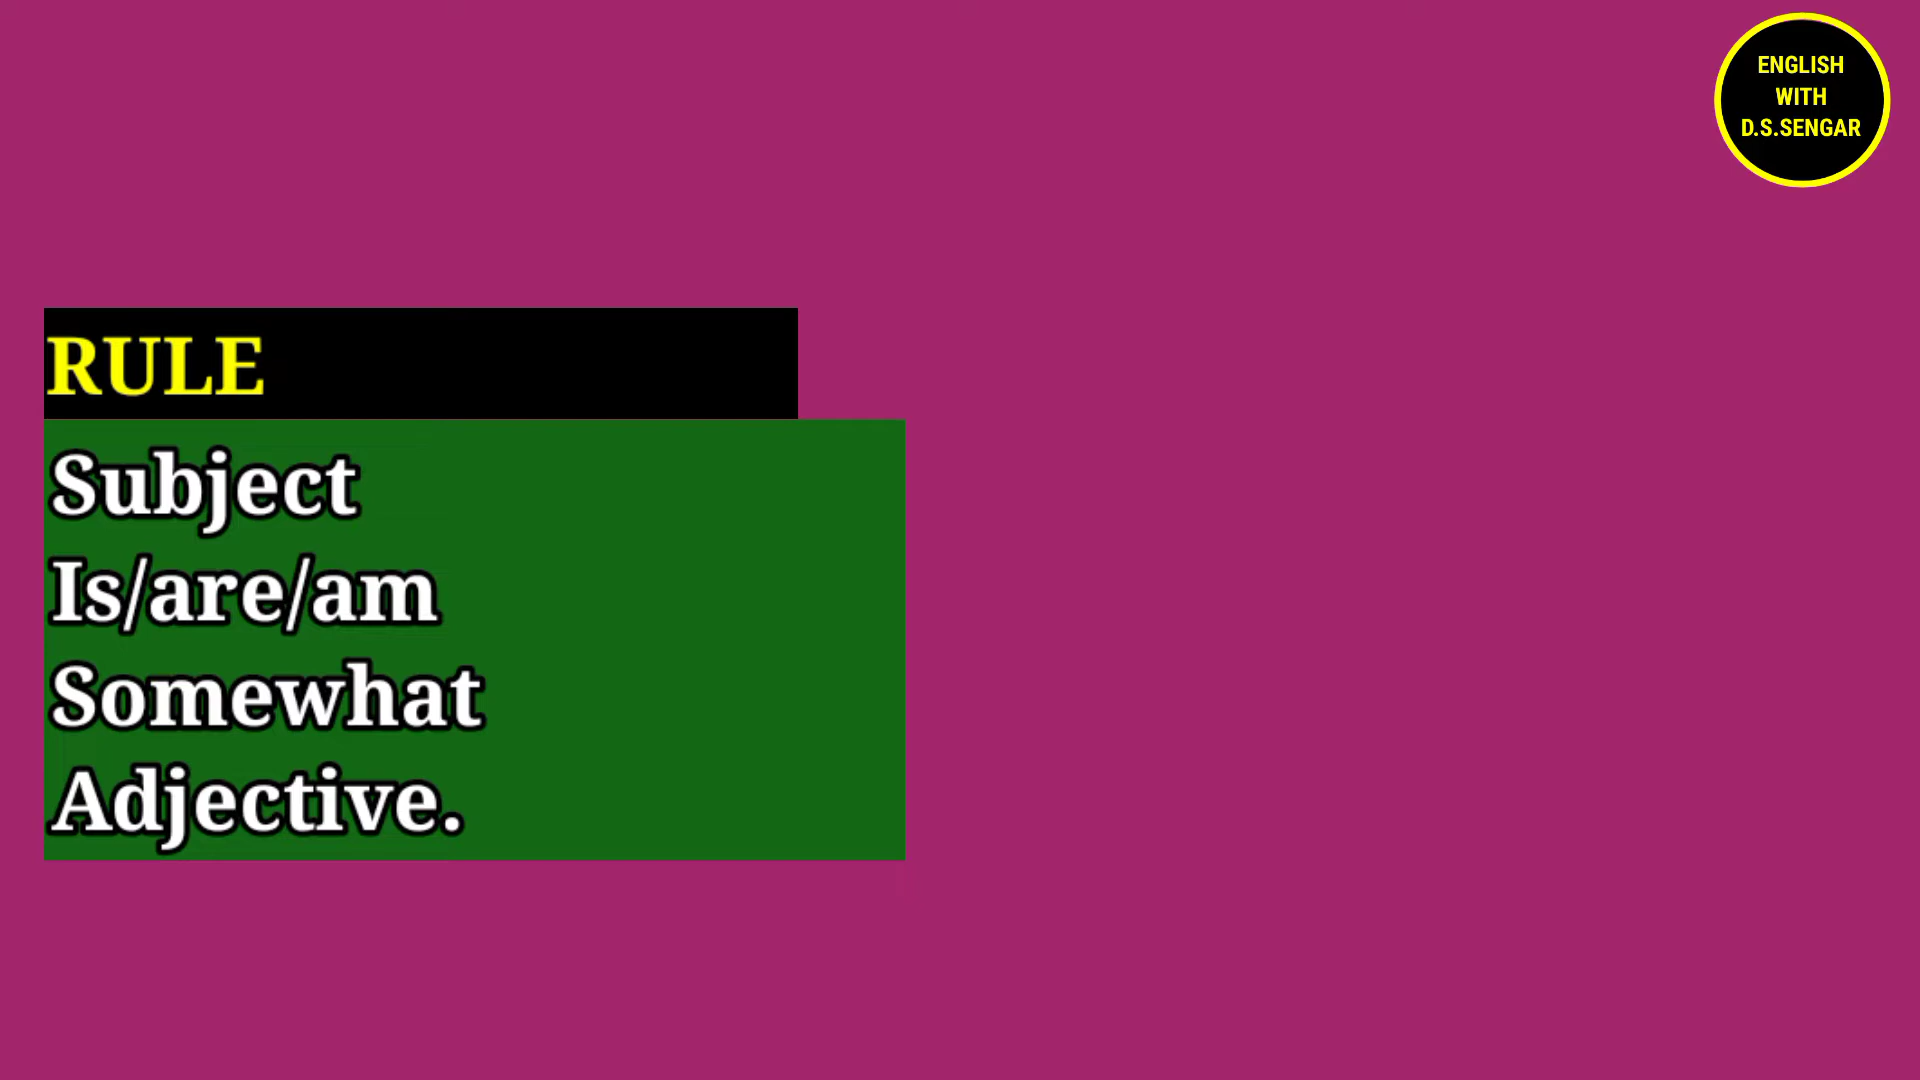 ENGLISH
WITH
D.S.SENGAR
RULE
Subject
Is/are/am
Somewhat
Adjective.